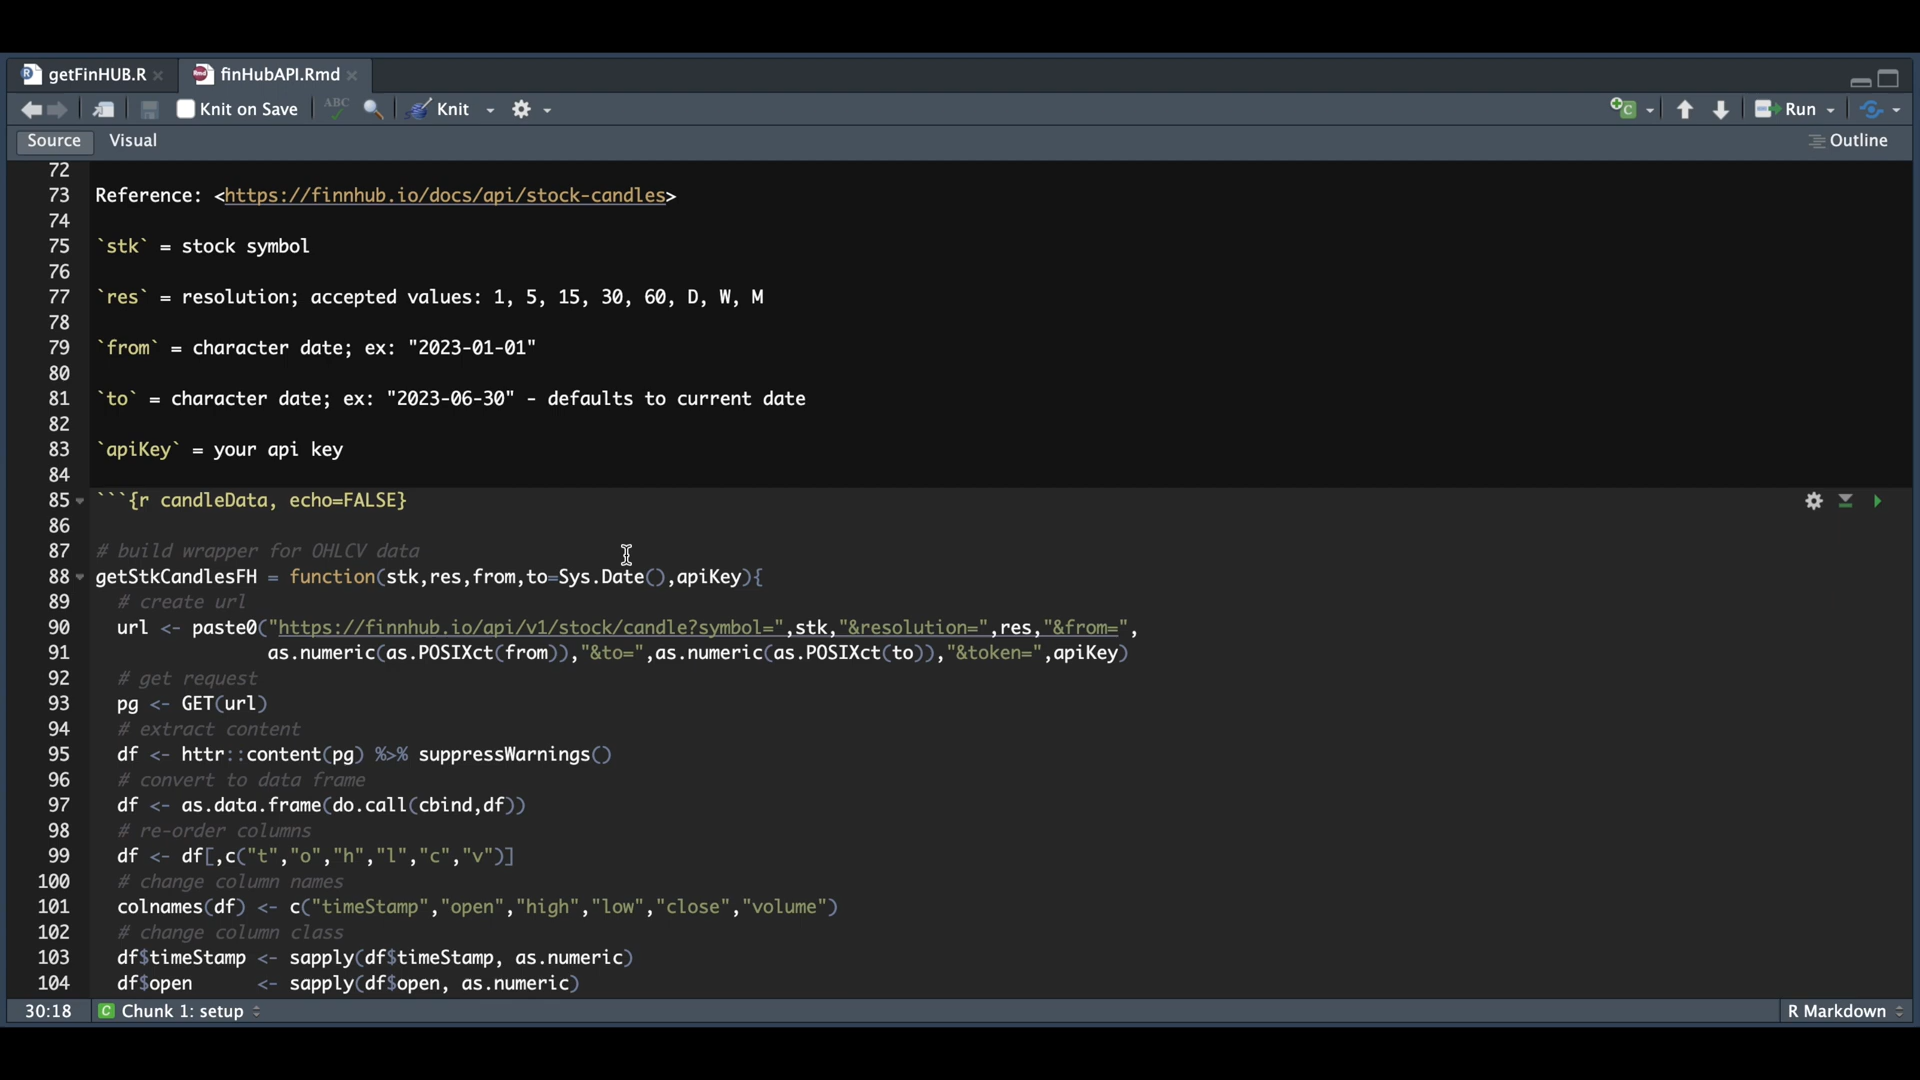 getFinHUB.R
finHubAPI.Rmd
Knit on Save
ABC
Knit
Run
Source
Visual
Outline
72
73 Reference: <https://finnhub.io/docs/api/stock-candles>
74
75 `stk` = stock symbol
76
77 `res` = resolution; accepted values: 1, 5, 15, 30, 60, D, W, M
78
79 `from` = character date; ex: "2023-01-01"
80
81 `to` = character date; ex: "2023-06-30" - defaults to current date
82
83 `apiKey` = your api key
84
85 ```{r candleData, echo=FALSE}
86
87 # build wrapper for OHLCV data
88 getStkCandlesFH = function(stk,res,from,to=Sys.Date(),apiKey){
89 # create url
90 url <- paste0("https://finnhub.io/api/v1/stock/candle?symbol=",stk,"&resolution=",res,"&from=",
91 as.numeric(as.POSIXct(from)),"&to=",as.numeric(as.POSIXct(to)),"&token=",apiKey)
92 # get request
93 pg <- GET(url)
94 # extract content
95 df <- httr::content(pg) %>% suppressWarnings()
96 # convert to data frame
97 df <- as.data.frame(do.call(cbind,df))
98 # re-order columns
99 df <- df[,c("t","o","h","l","c","v")]
100 # change column names
101 colnames(df) <- c("timeStamp","open","high","low","close","volume")
102 # change column class
103 df$timeStamp <- sapply(df$timeStamp, as.numeric)
104 df$open <- sapply(df$open, as.numeric)
30:18
C Chunk 1: setup
R Markdown